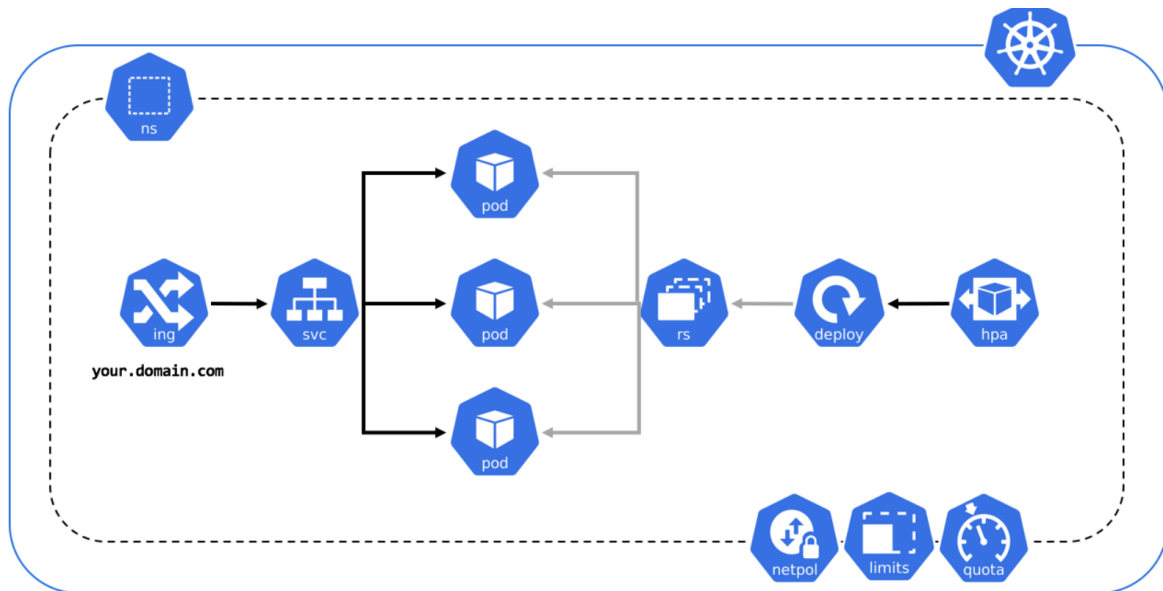 ns
pod
ing
svc
pod
rs
deploy
hpa
your.domain.com
pod
netpol
limits
quota